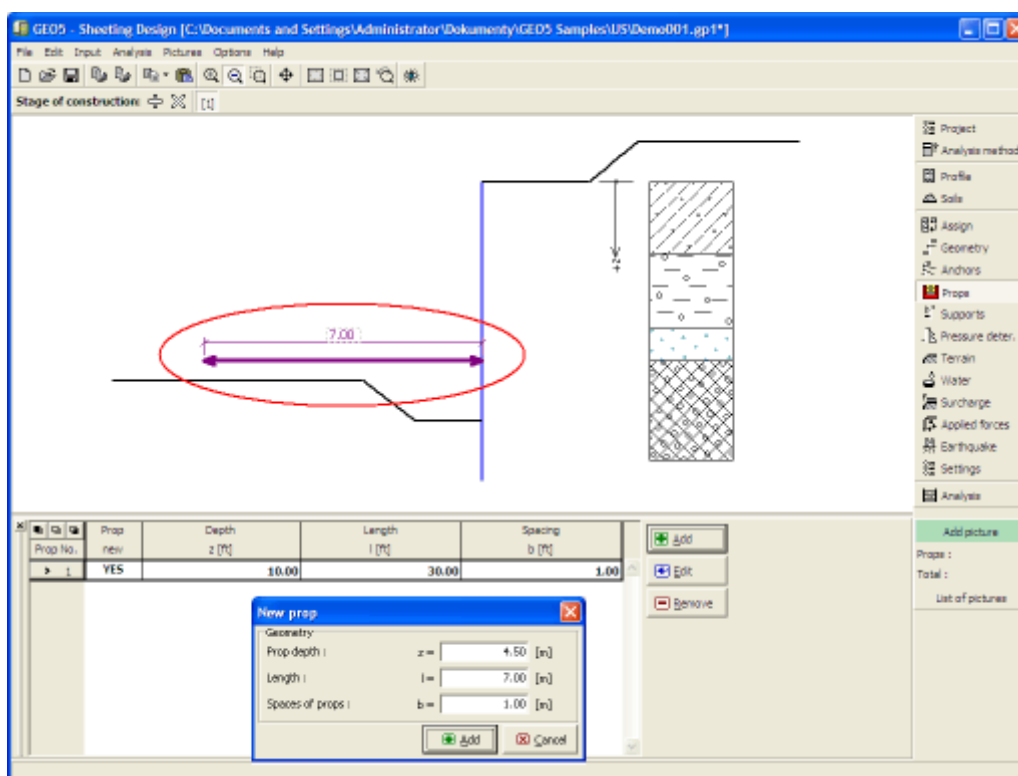 GEO5 - Sheeting Design [C:\Documents and Settings\Administrator\Dokumenty\GEO5 Samples\US\Demo001.gp1*]
File Edit Input Analysis Pictures Options Help
Stage of construction: [1]
Project
Analysis method
Profile
Soils
Assign
Geometry
Anchors
Props
Supports
Pressure deter.
Terrain
Water
Surcharge
Applied forces
Earthquake
Settings
Analysis
+z
7.00
Prop Depth Length Spacing
Prop No. new z [ft] l [ft] b [ft]
1 YES 10.00 30.00 1.00
Add
Edit
Remove
Add picture
Props :
Total :
List of pictures
New prop
Geometry
Prop depth : z = 4.50 [m]
Length : l = 7.00 [m]
Spaces of props : b = 1.00 [m]
Add Cancel